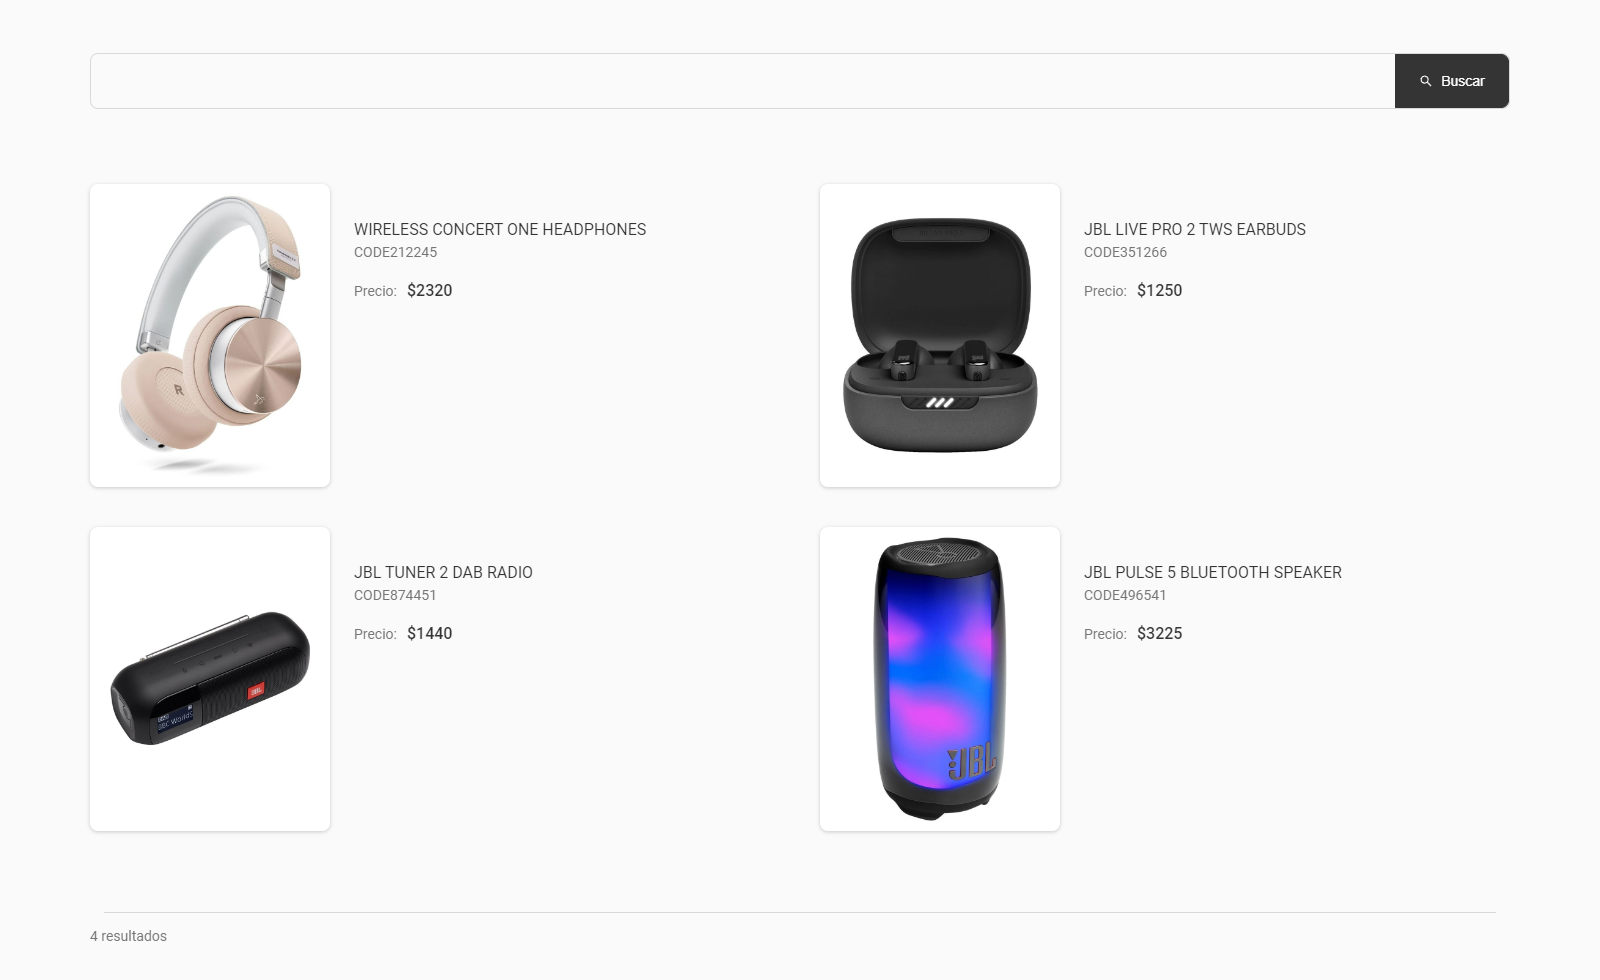 Buscar
WIRELESS CONCERT ONE HEADPHONES
CODE212245
Precio: $2320
R
JBL LIVE PRO 2 TWS EARBUDS
CODE351266
Precio: $1250
JBL TUNER 2 DAB RADIO
CODE874451
Precio: $1440
JBL
JBL PULSE 5 BLUETOOTH SPEAKER
CODE496541
Precio: $3225
JBL
4 resultados